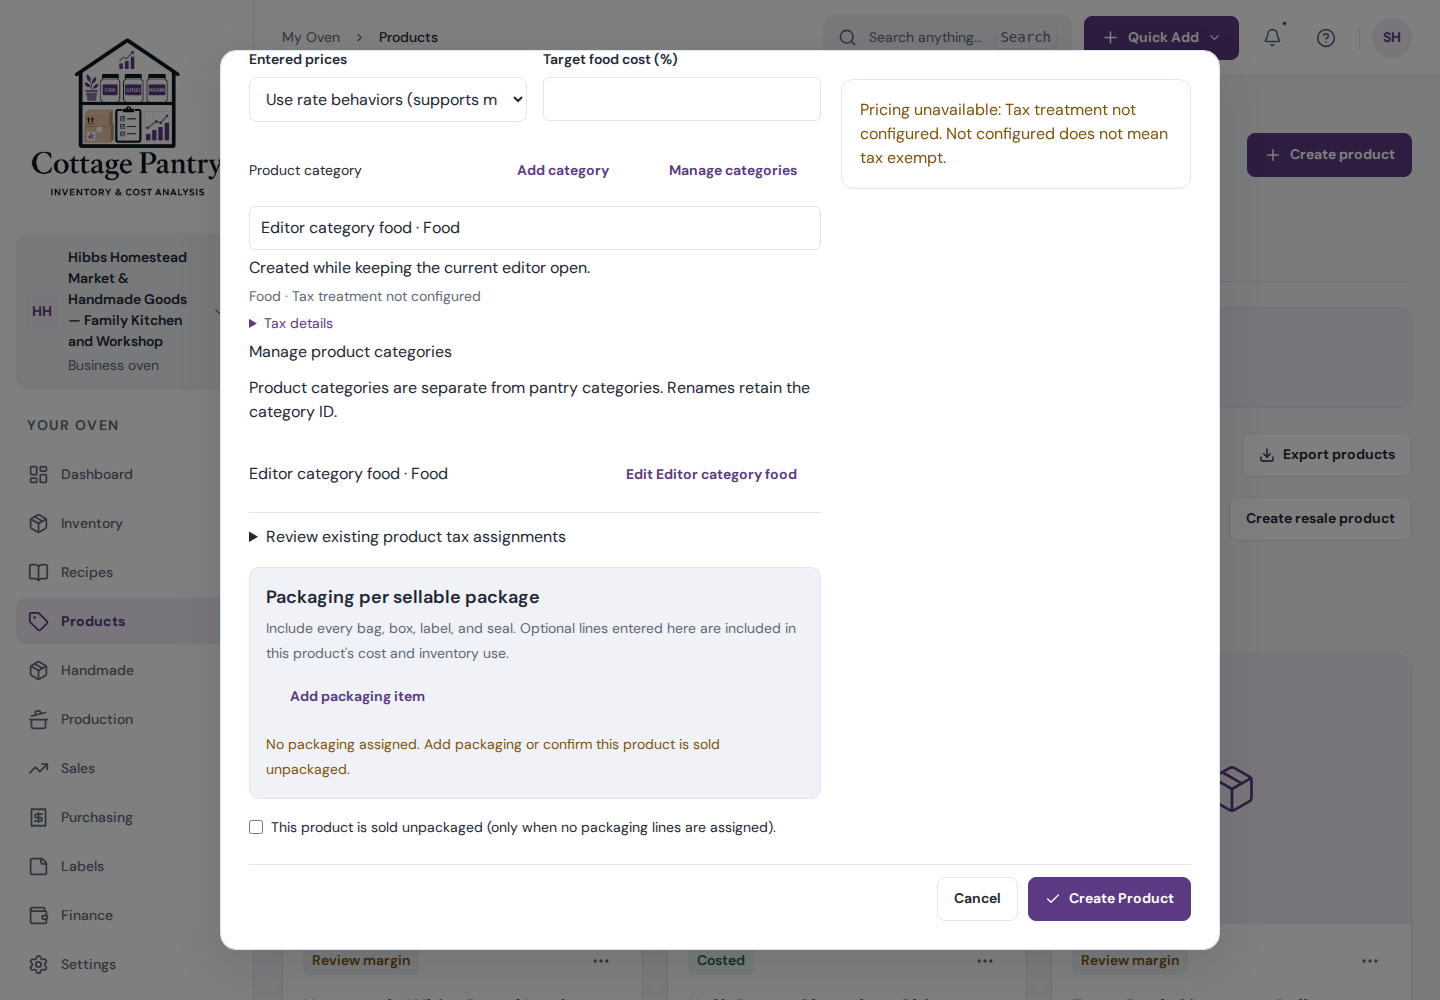 My Oven > Products
Search anything... Search
Quick Add
SH
Cottage Pantry
INVENTORY & COST ANALYSIS
HH
Hibbs Homestead
Market &
Handmade Goods
— Family Kitchen
and Workshop
Business oven
YOUR OVEN
Dashboard
Inventory
Recipes
Products
Handmade
Production
Sales
Purchasing
Labels
Finance
Settings
Entered prices
Target food cost (%)
Use rate behaviors (supports m
Product category
Add category
Manage categories
Editor category food · Food
Created while keeping the current editor open.
Food · Tax treatment not configured
Tax details
Manage product categories
Product categories are separate from pantry categories. Renames retain the
category ID.
Editor category food · Food
Edit Editor category food
Review existing product tax assignments
Packaging per sellable package
Include every bag, box, label, and seal. Optional lines entered here are included in
this product's cost and inventory use.
Add packaging item
No packaging assigned. Add packaging or confirm this product is sold
unpackaged.
This product is sold unpackaged (only when no packaging lines are assigned).
Pricing unavailable: Tax treatment not
configured. Not configured does not mean
tax exempt.
Cancel
Create Product
Create product
Export products
Create resale product
Review margin
Costed
Review margin